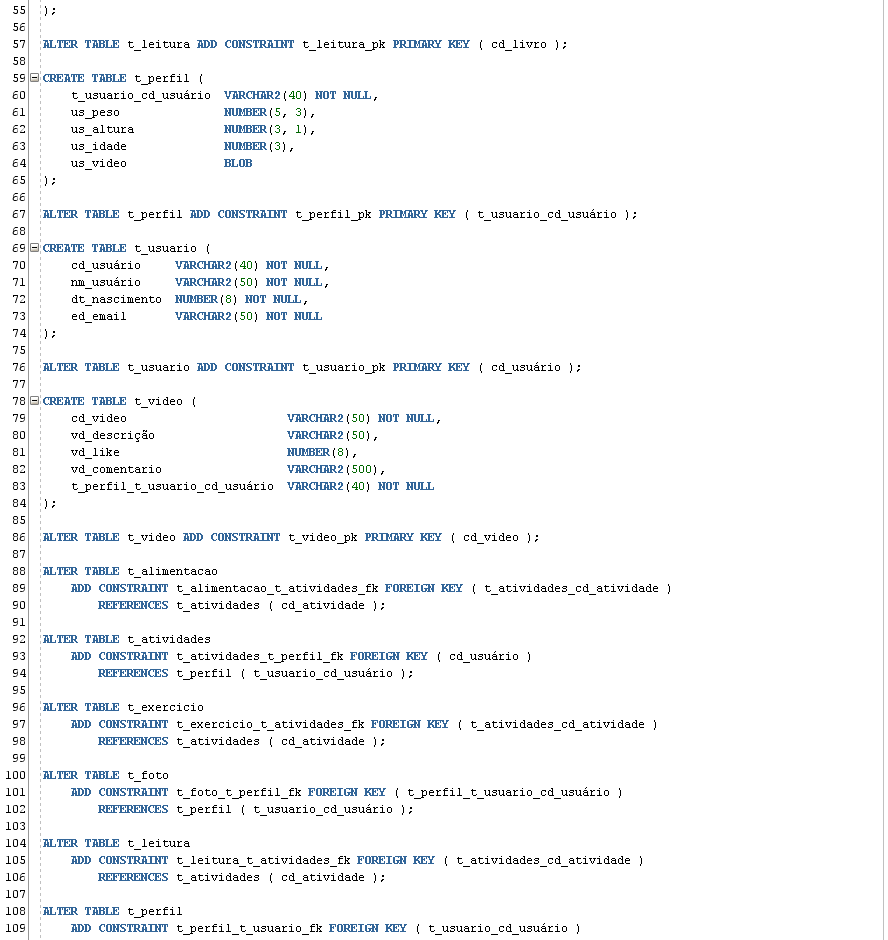 55 );
56
57 ALTER TABLE t_leitura ADD CONSTRAINT t_leitura_pk PRIMARY KEY ( cd_livro );
58
59 CREATE TABLE t_perfil (
60 t_usuario_cd_usuário VARCHAR2(40) NOT NULL,
61 us_peso NUMBER(5, 3),
62 us_altura NUMBER(3, 1),
63 us_idade NUMBER(3),
64 us_video BLOB
65 );
66
67 ALTER TABLE t_perfil ADD CONSTRAINT t_perfil_pk PRIMARY KEY ( t_usuario_cd_usuário );
68
69 CREATE TABLE t_usuario (
70 cd_usuário VARCHAR2(40) NOT NULL,
71 nm_usuário VARCHAR2(50) NOT NULL,
72 dt_nascimento NUMBER(8) NOT NULL,
73 ed_email VARCHAR2(50) NOT NULL
74 );
75
76 ALTER TABLE t_usuario ADD CONSTRAINT t_usuario_pk PRIMARY KEY ( cd_usuário );
77
78 CREATE TABLE t_video (
79 cd_video VARCHAR2(50) NOT NULL,
80 vd_descrição VARCHAR2(50),
81 vd_like NUMBER(8),
82 vd_comentario VARCHAR2(500),
83 t_perfil_t_usuario_cd_usuário VARCHAR2(40) NOT NULL
84 );
85
86 ALTER TABLE t_video ADD CONSTRAINT t_video_pk PRIMARY KEY ( cd_video );
87
88 ALTER TABLE t_alimentacao
89 ADD CONSTRAINT t_alimentacao_t_atividades_fk FOREIGN KEY ( t_atividades_cd_atividade )
90 REFERENCES t_atividades ( cd_atividade );
91
92 ALTER TABLE t_atividades
93 ADD CONSTRAINT t_atividades_t_perfil_fk FOREIGN KEY ( cd_usuário )
94 REFERENCES t_perfil ( t_usuario_cd_usuário );
95
96 ALTER TABLE t_exercicio
97 ADD CONSTRAINT t_exercicio_t_atividades_fk FOREIGN KEY ( t_atividades_cd_atividade )
98 REFERENCES t_atividades ( cd_atividade );
99
100 ALTER TABLE t_foto
101 ADD CONSTRAINT t_foto_t_perfil_fk FOREIGN KEY ( t_perfil_t_usuario_cd_usuário )
102 REFERENCES t_perfil ( t_usuario_cd_usuário );
103
104 ALTER TABLE t_leitura
105 ADD CONSTRAINT t_leitura_t_atividades_fk FOREIGN KEY ( t_atividades_cd_atividade )
106 REFERENCES t_atividades ( cd_atividade );
107
108 ALTER TABLE t_perfil
109 ADD CONSTRAINT t_perfil_t_usuario_fk FOREIGN KEY ( t_usuario_cd_usuário )